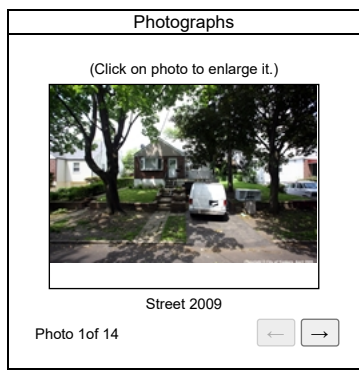 Photographs
(Click on photo to enlarge it.)
Street 2009
Photo 1of 14
← →